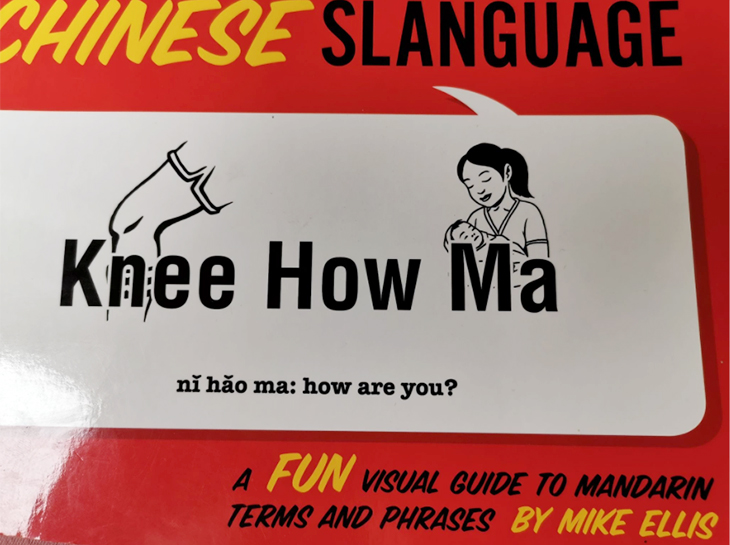 CHINESE SLANGUAGE
Knee How Ma
nǐ hǎo ma: how are you?
A FUN VISUAL GUIDE TO MANDARIN
TERMS AND PHRASES BY MIKE ELLIS